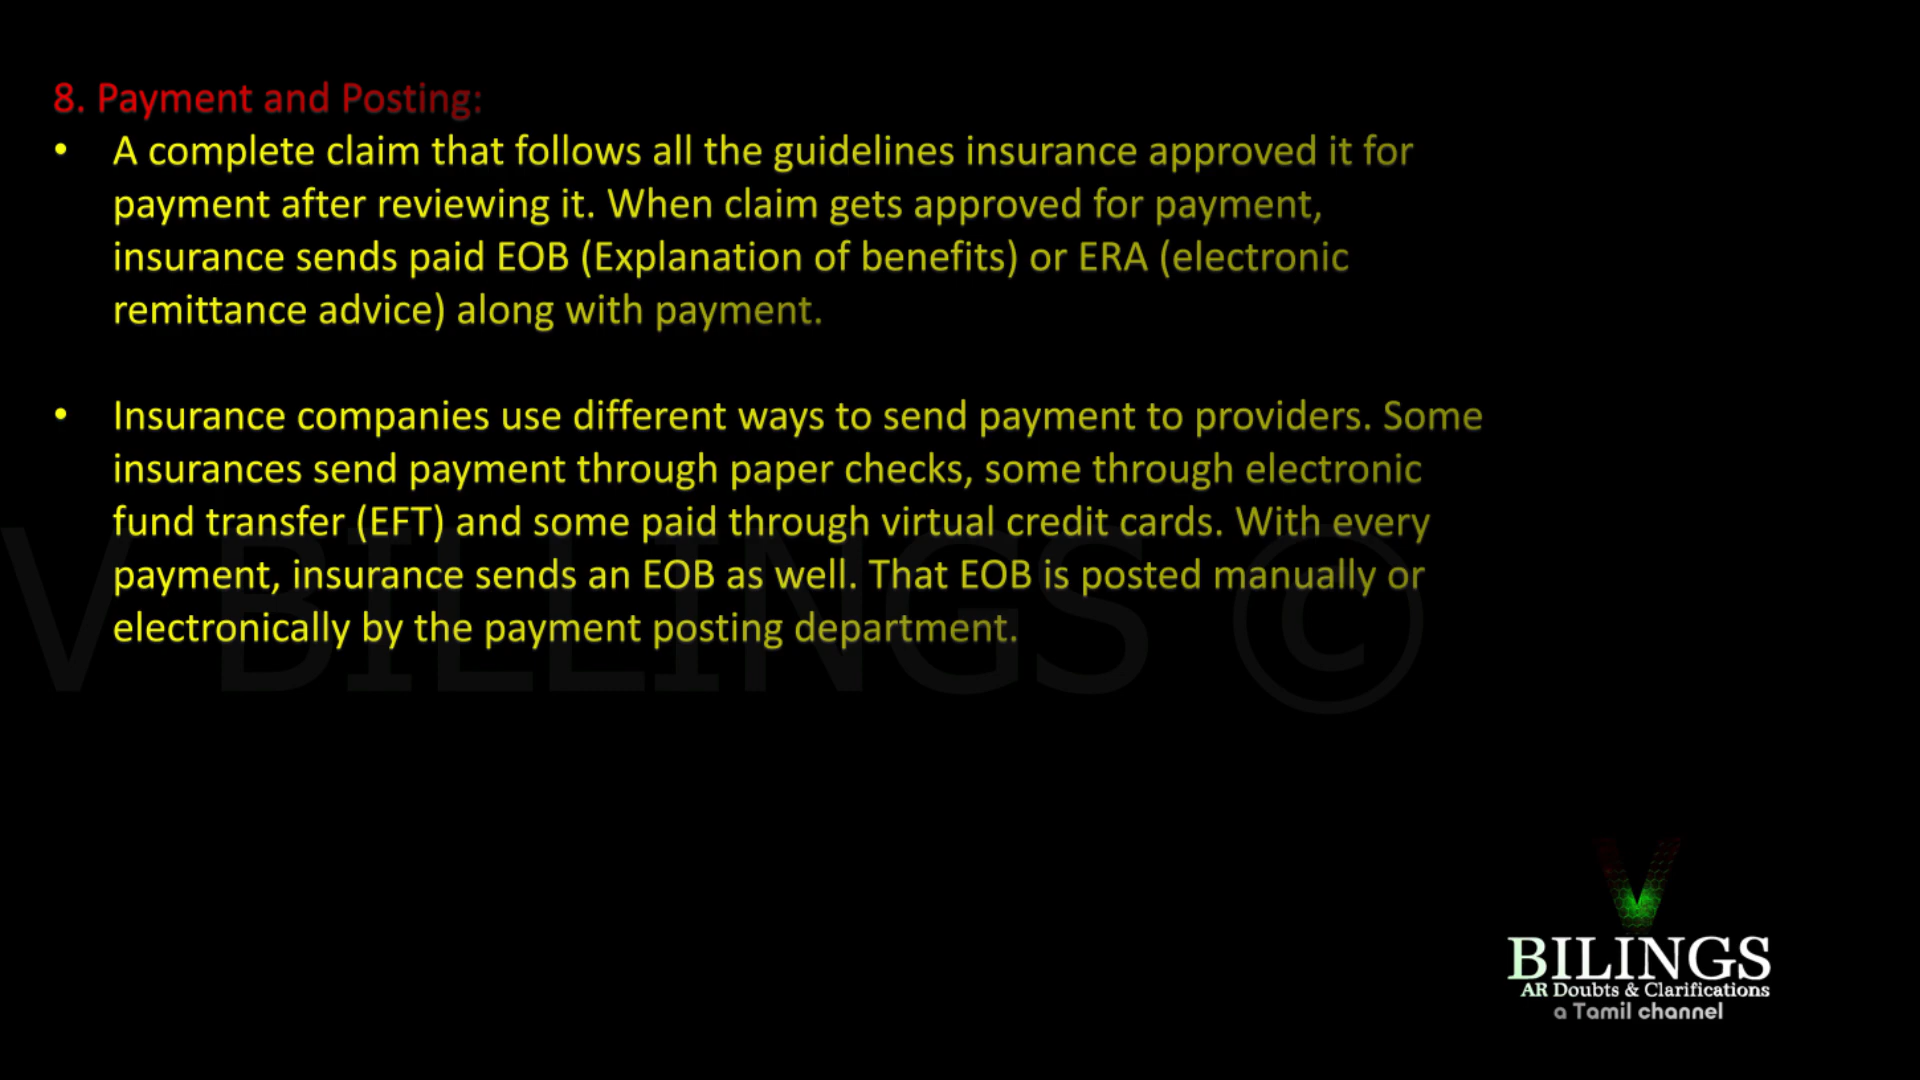 8. Payment and Posting:
• A complete claim that follows all the guidelines insurance approved it for
payment after reviewing it. When claim gets approved for payment,
insurance sends paid EOB (Explanation of benefits) or ERA (electronic
remittance advice) along with payment.
• Insurance companies use different ways to send payment to providers. Some
insurances send payment through paper checks, some through electronic
fund transfer (EFT) and some paid through virtual credit cards. With every
payment, insurance sends an EOB as well. That EOB is posted manually or
electronically by the payment posting department.
V BILLINGS ©
V
BILINGS
AR Doubts & Clarifications
a Tamil channel